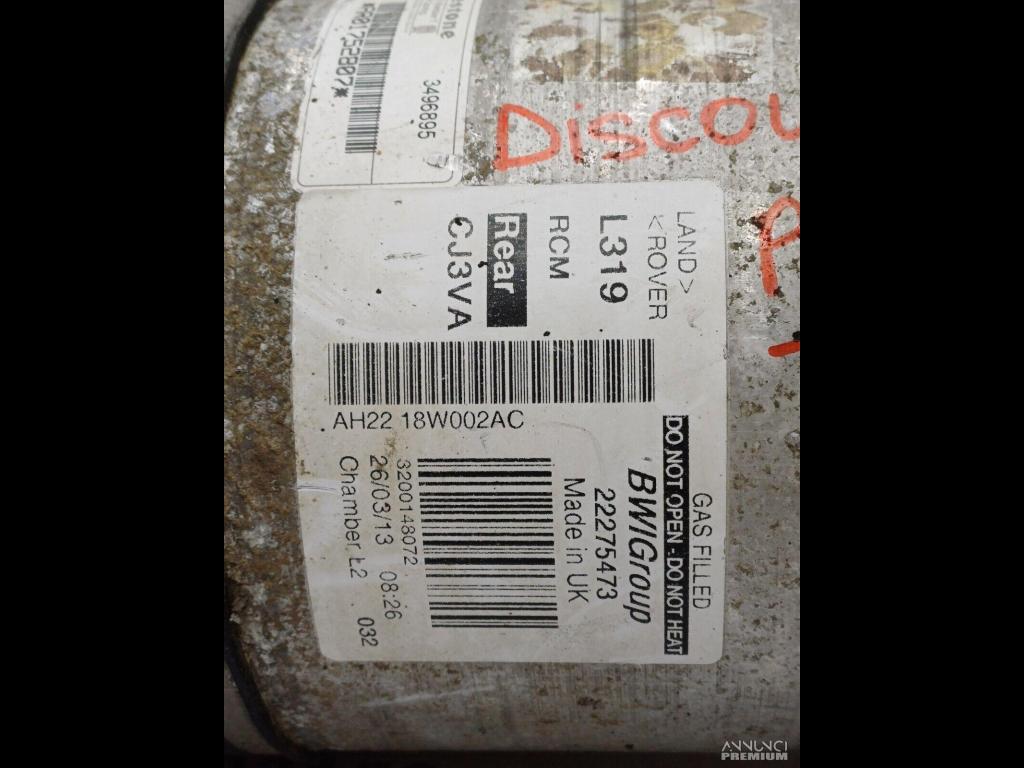 3496895
DISCOV
LAND>
<ROVER
L319
RCM
Rear
CJ3VA
AH22 18W002AC
GAS FILLED
DO NOT OPEN - DO NOT HEAT
BWIGroup
22275473
Made in UK
3200148072
26/03/13 08:26
Chamber L2 032
ANNUNCI
PREMIUM